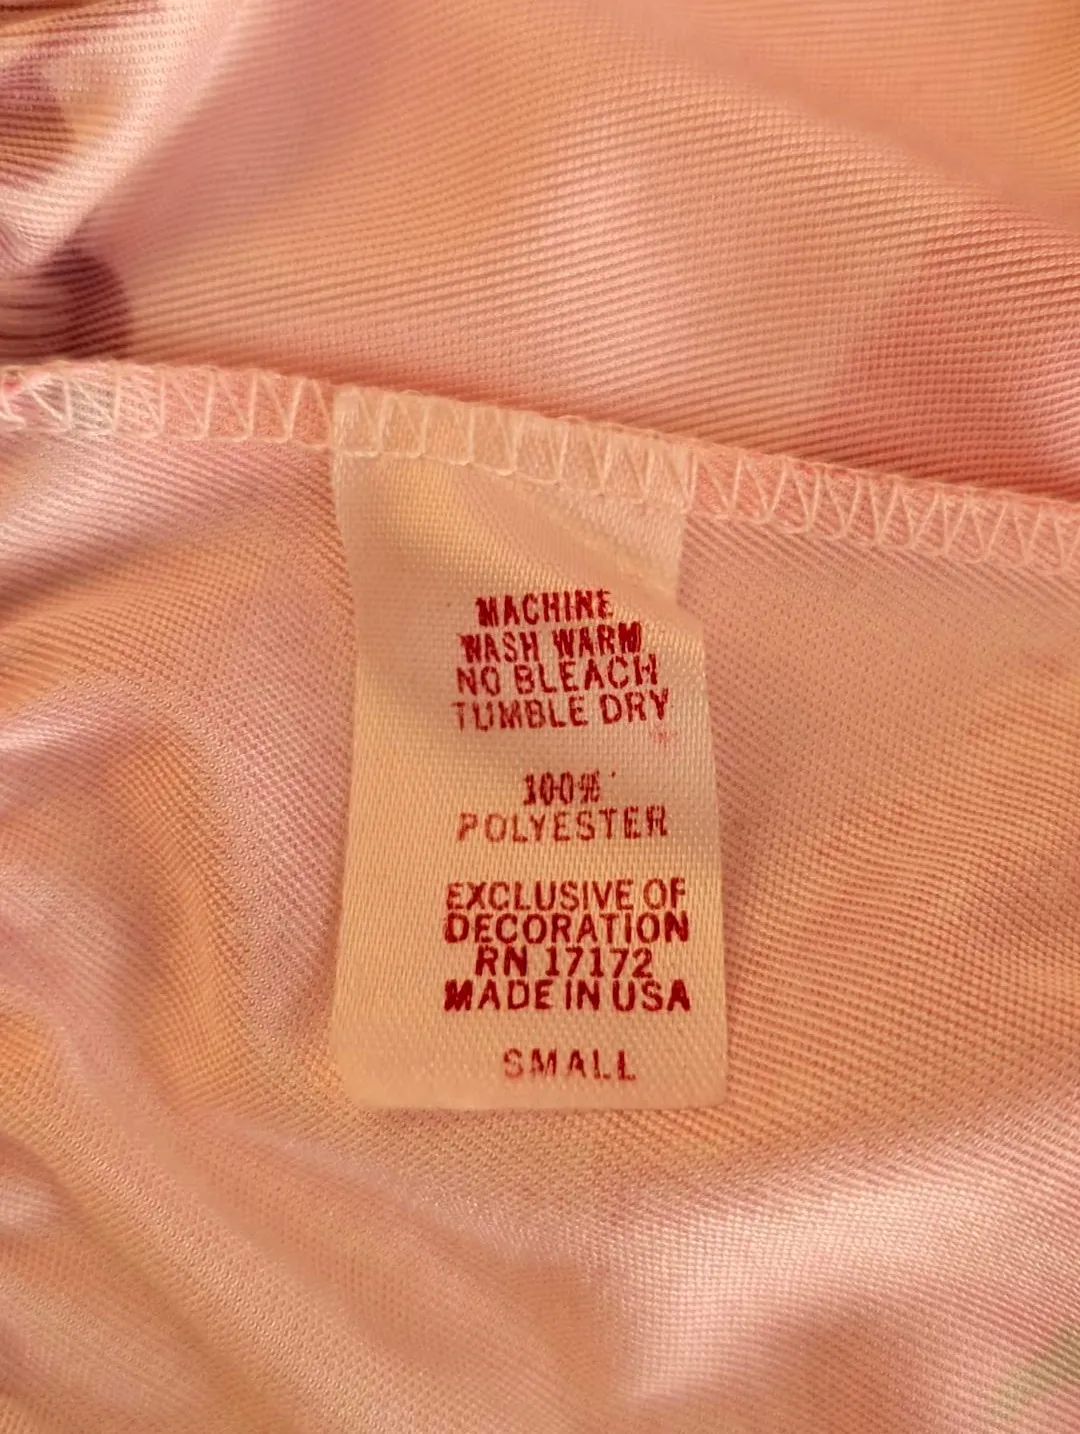 MACHINE
WASH WARM
NO BLEACH
TUMBLE DRY
100%
POLYESTER
EXCLUSIVE OF
DECORATION
RN 17172
MADE IN USA
SMALL